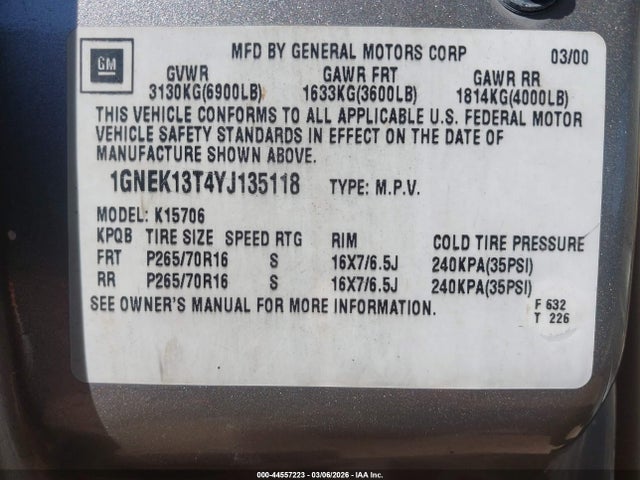 GM
MFD BY GENERAL MOTORS CORP 03/00
GVWR GAWR FRT GAWR RR
3130KG(6900LB) 1633KG(3600LB) 1814KG(4000LB)
THIS VEHICLE CONFORMS TO ALL APPLICABLE U.S. FEDERAL MOTOR
VEHICLE SAFETY STANDARDS IN EFFECT ON THE DATE OF
MANUFACTURE SHOWN ABOVE.
1GNEK13T4YJ135118 TYPE: M.P.V.
MODEL: K15706
KPQB TIRE SIZE SPEED RTG RIM COLD TIRE PRESSURE
FRT P265/70R16 S 16X7/6.5J 240KPA(35PSI)
RR P265/70R16 S 16X7/6.5J 240KPA(35PSI)
SEE OWNER'S MANUAL FOR MORE INFORMATION. F 632
T 226
000-44557223 - 03/06/2026 - IAA Inc.